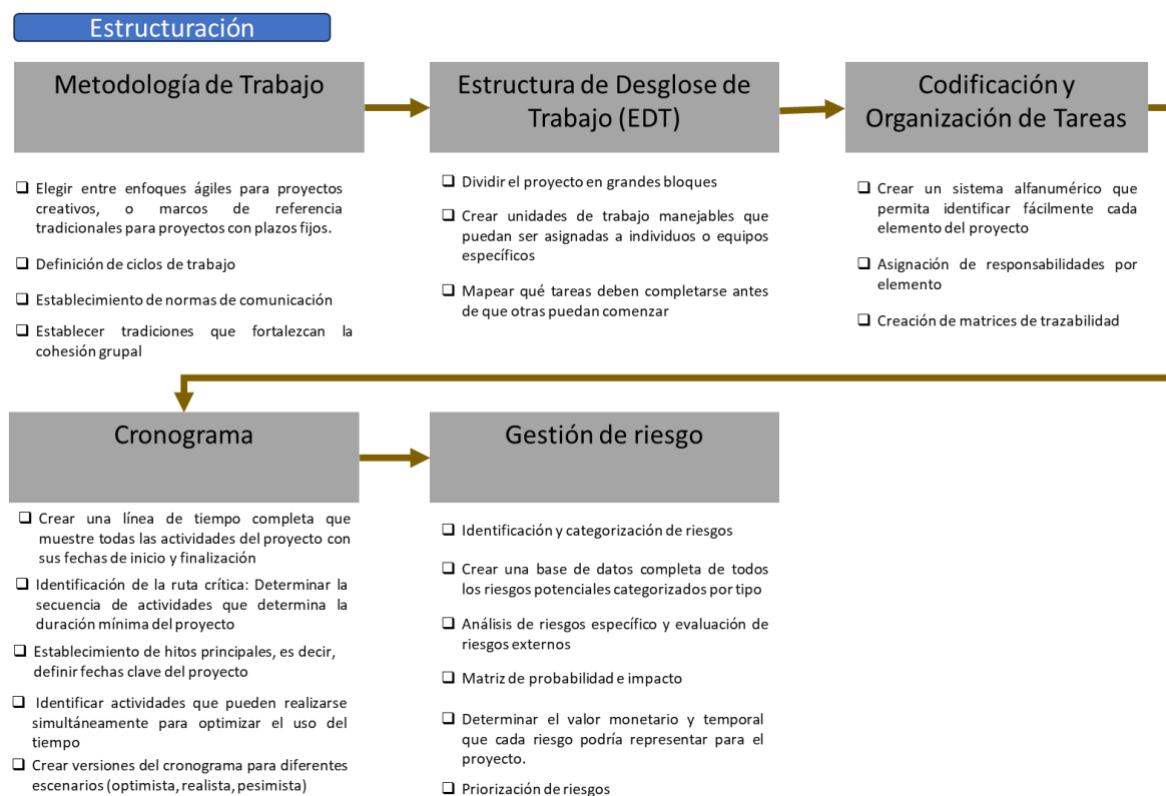 Estructuración
Metodología de Trabajo
❑ Elegir entre enfoques ágiles para proyectos
creativos, o marcos de referencia
tradicionales para proyectos con plazos fijos.
❑ Definición de ciclos de trabajo
❑ Establecimiento de normas de comunicación
❑ Establecer tradiciones que fortalezcan la
cohesión grupal
Estructura de Desglose de
Trabajo (EDT)
❑ Dividir el proyecto en grandes bloques
❑ Crear unidades de trabajo manejables que
puedan ser asignadas a individuos o equipos
específicos
❑ Mapear qué tareas deben completarse antes
de que otras puedan comenzar
Codificación y
Organización de Tareas
❑ Crear un sistema alfanumérico que
permita identificar fácilmente cada
elemento del proyecto
❑ Asignación de responsabilidades por
elemento
❑ Creación de matrices de trazabilidad
Cronograma
❑ Crear una línea de tiempo completa que
muestre todas las actividades del proyecto con
sus fechas de inicio y finalización
❑ Identificación de la ruta crítica: Determinar la
secuencia de actividades que determina la
duración mínima del proyecto
❑ Establecimiento de hitos principales, es decir,
definir fechas clave del proyecto
❑ Identificar actividades que pueden realizarse
simultáneamente para optimizar el uso del
tiempo
❑ Crear versiones del cronograma para diferentes
escenarios (optimista, realista, pesimista)
Gestión de riesgo
❑ Identificación y categorización de riesgos
❑ Crear una base de datos completa de todos
los riesgos potenciales categorizados por tipo
❑ Análisis de riesgos específico y evaluación de
riesgos externos
❑ Matriz de probabilidad e impacto
❑ Determinar el valor monetario y temporal
que cada riesgo podría representar para el
proyecto.
❑ Priorización de riesgos